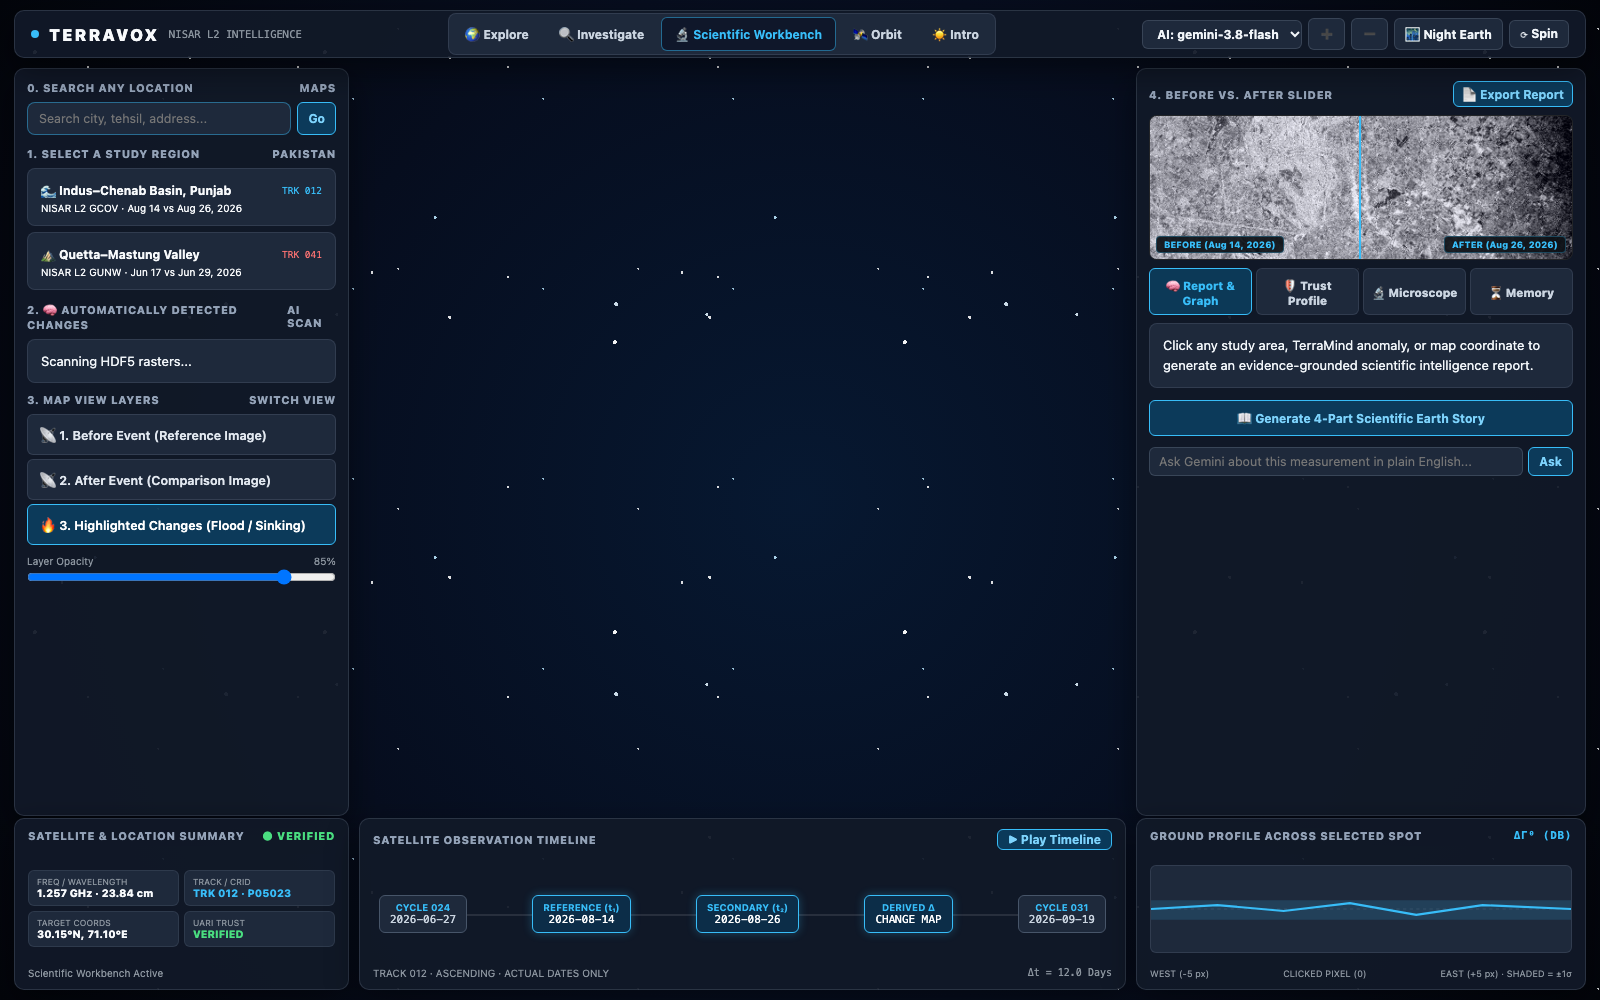 TERRAVOX NISAR L2 INTELLIGENCE
Explore
Investigate
Scientific Workbench
Orbit
Intro
AI: gemini-3.8-flash
+
−
Night Earth
⟳ Spin
0. SEARCH ANY LOCATION MAPS
Search city, tehsil, address...
Go
1. SELECT A STUDY REGION PAKISTAN
Indus–Chenab Basin, Punjab TRK 012
NISAR L2 GCOV · Aug 14 vs Aug 26, 2026
Quetta–Mastung Valley TRK 041
NISAR L2 GUNW · Jun 17 vs Jun 29, 2026
2. AUTOMATICALLY DETECTED CHANGES
AI SCAN
Scanning HDF5 rasters...
3. MAP VIEW LAYERS SWITCH VIEW
1. Before Event (Reference Image)
2. After Event (Comparison Image)
3. Highlighted Changes (Flood / Sinking)
Layer Opacity 85%
4. BEFORE VS. AFTER SLIDER
Export Report
BEFORE (Aug 14, 2026)
AFTER (Aug 26, 2026)
Report & Graph
Trust Profile
Microscope
Memory
Click any study area, TerraMind anomaly, or map coordinate to
generate an evidence-grounded scientific intelligence report.
Generate 4-Part Scientific Earth Story
Ask Gemini about this measurement in plain English...
Ask
SATELLITE & LOCATION SUMMARY VERIFIED
FREQ / WAVELENGTH
1.257 GHz · 23.84 cm
TRACK / CRID
TRK 012 · P05023
TARGET COORDS
30.15°N, 71.10°E
UARI TRUST
VERIFIED
Scientific Workbench Active
SATELLITE OBSERVATION TIMELINE
▶ Play Timeline
CYCLE 024
2026-06-27
REFERENCE (t₁)
2026-08-14
SECONDARY (t₂)
2026-08-26
DERIVED Δ
CHANGE MAP
CYCLE 031
2026-09-19
TRACK 012 · ASCENDING · ACTUAL DATES ONLY
Δt = 12.0 Days
GROUND PROFILE ACROSS SELECTED SPOT ΔΓ⁰ (DB)
WEST (-5 px)
CLICKED PIXEL (0)
EAST (+5 px) · SHADED = ±1σ